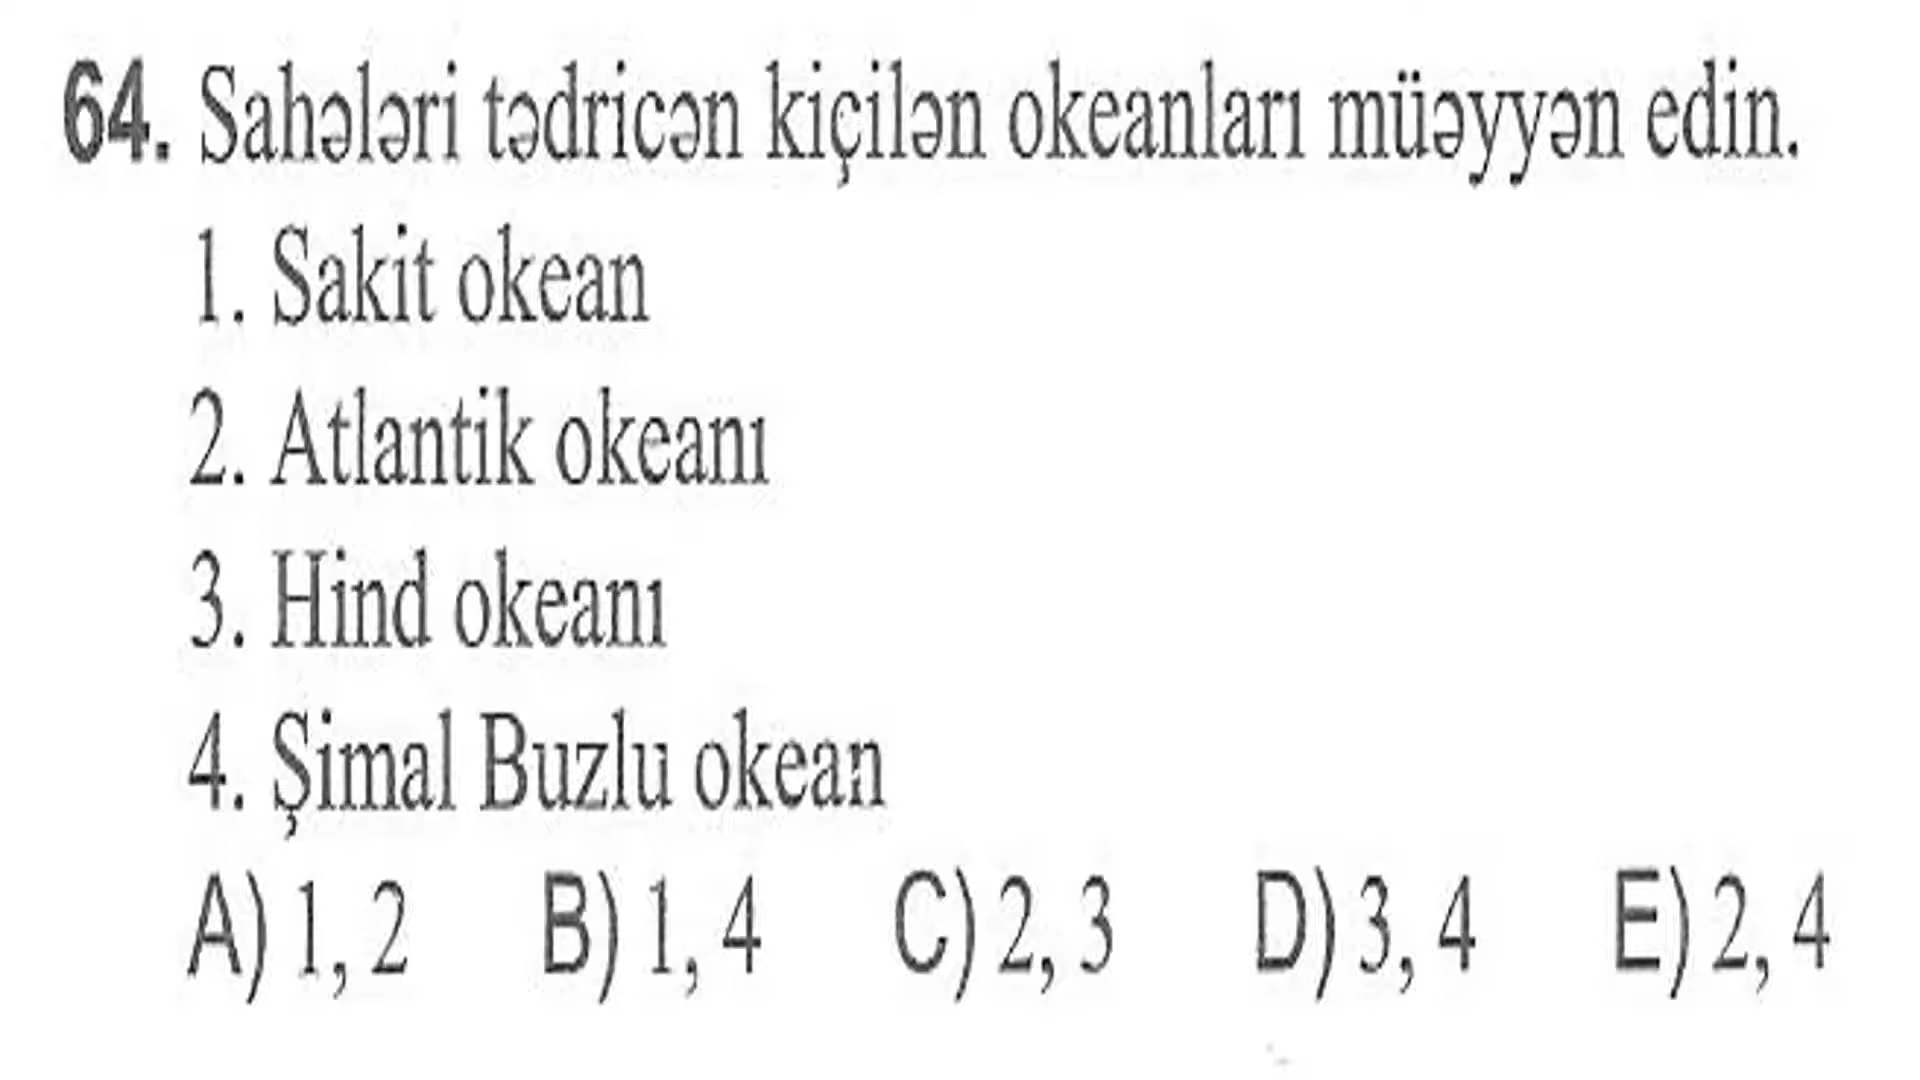 64. Sahələri tədricən kiçilən okeanları müəyyən edin.
1. Sakit okean
2. Atlantik okeanı
3. Hind okeanı
4. Şimal Buzlu okean
A) 1, 2 B) 1, 4 C) 2, 3 D) 3, 4 E) 2, 4